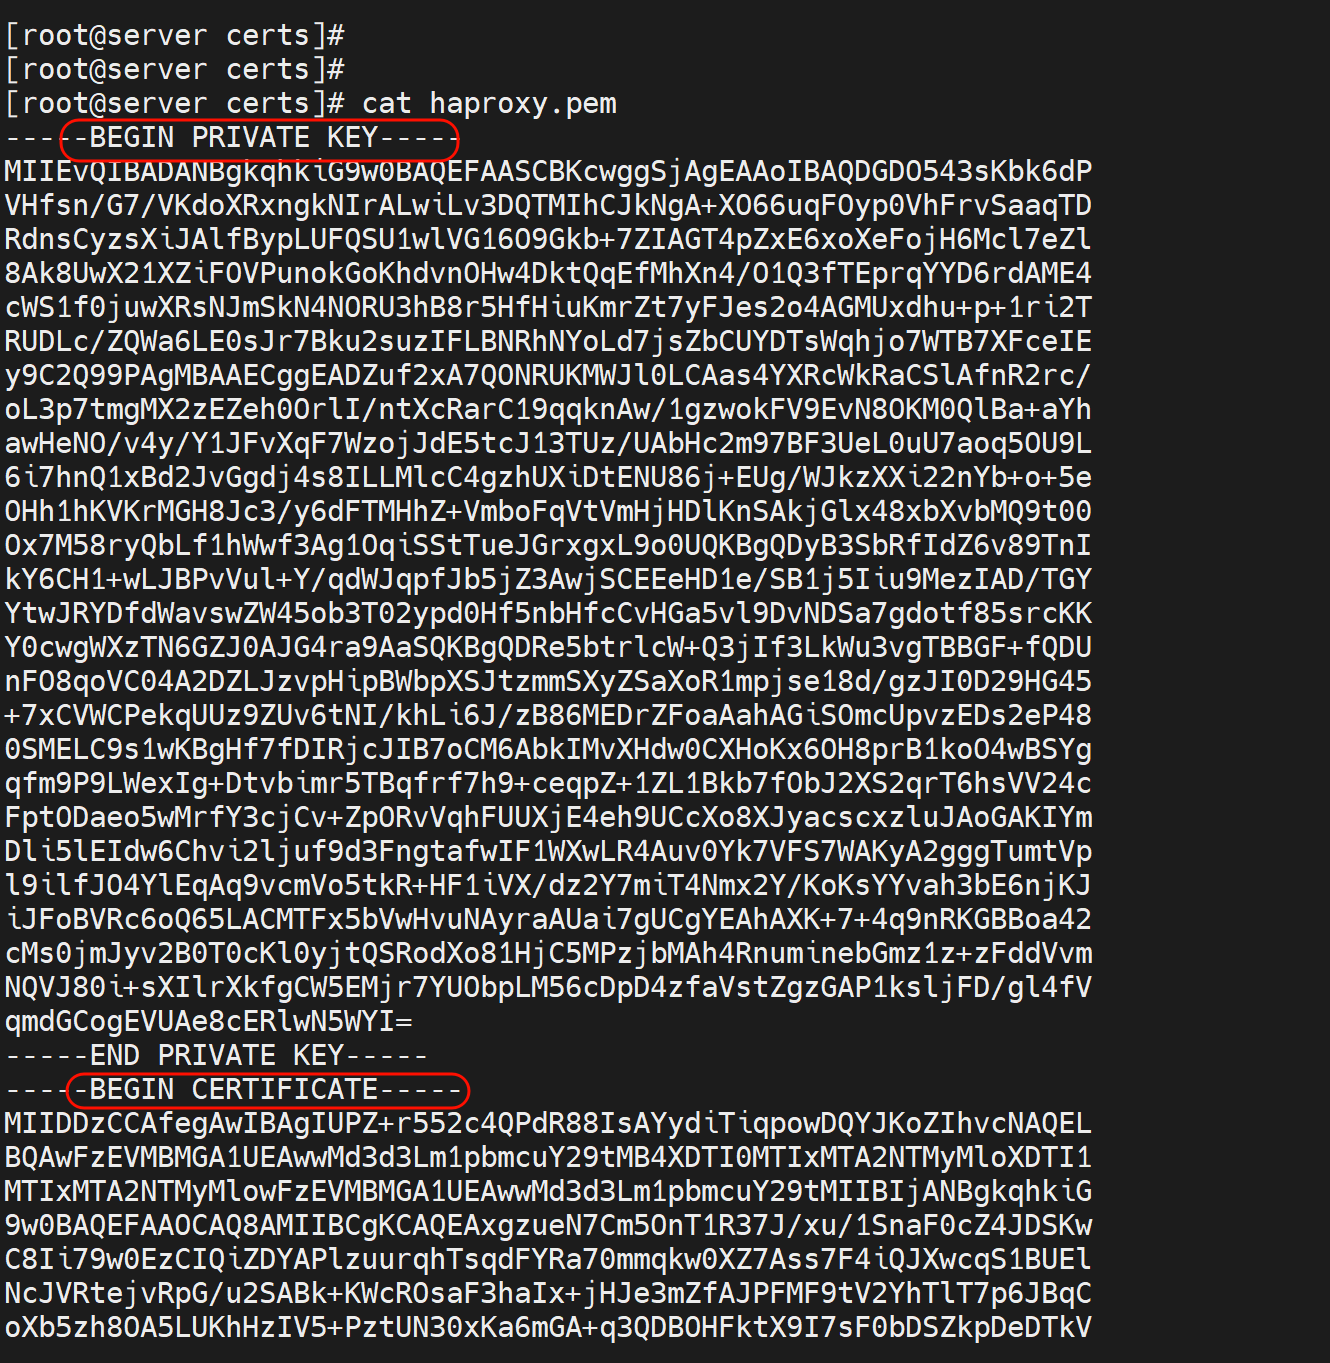 [root@server certs]#
[root@server certs]#
[root@server certs]# cat haproxy.pem
-----BEGIN PRIVATE KEY-----
MIIEvQIBADANBgkqhkiG9w0BAQEFAASCBKcwggSjAgEAAoIBAQDGDO543sKbk6dP
VHfsn/G7/VKdoXRxngkNIrALwiLv3DQTMIhCJkNgA+XO66uqFOyp0VhFrvSaaqTD
RdnsCyzsXiJAlfBypLUFQSU1wlVG16O9Gkb+7ZIAGT4pZxE6xoXeFojH6Mcl7eZl
8Ak8UwX21XZiFOVPunokGoKhdvnOHw4DktQqEfMhXn4/O1Q3fTEprqYYD6rdAME4
cWS1f0juwXRsNJmSkN4NORU3hB8r5HfHiuKmrZt7yFJes2o4AGMUxdhu+p+1ri2T
RUDLc/ZQWa6LE0sJr7Bku2suzIFLBNRhNYoLd7jsZbCUYDTsWqhjo7WTB7XFceIE
y9C2Q99PAgMBAAECggEADZuf2xA7QONRUKMWJl0LCAas4YXRcWkRaCSlAfnR2rc/
oL3p7tmgMX2zEZeh0OrlI/ntXcRarC19qqknAw/1gzwokFV9EvN8OKM0QlBa+aYh
awHeNO/v4y/Y1JFvXqF7WzojJdE5tcJ13TUz/UAbHc2m97BF3UeL0uU7aoq5OU9L
6i7hnQ1xBd2JvGgdj4s8ILLMlcC4gzhUXiDtENU86j+EUg/WJkzXXi22nYb+o+5e
OHh1hKVKrMGH8Jc3/y6dFTMHhZ+VmboFqVtVmHjHDlKnSAkjGlx48xbXvbMQ9t00
Ox7M58ryQbLf1hWwf3Ag1OqiSStTueJGrxgxL9o0UQKBgQDyB3SbRfIdZ6v89TnI
kY6CH1+wLJBPvVul+Y/qdWJqpfJb5jZ3AwjSCEEeHD1e/SB1j5Iiu9MezIAD/TGY
YtwJRYDfdWavswZW45ob3T02ypd0Hf5nbHfcCvHGa5vl9DvNDSa7gdotf85srcKK
Y0cwgWXzTN6GZJ0AJG4ra9AaSQKBgQDRe5btrlcW+Q3jIf3LkWu3vgTBBGF+fQDU
nFO8qoVC04A2DZLJzvpHipBWbpXSJtzmmSXyZSaXoR1mpjse18d/gzJI0D29HG45
+7xCVWCPekqUUz9ZUv6tNI/khLi6J/zB86MEDrZFoaAahAGiSOmcUpvzEDs2eP48
0SMELC9s1wKBgHf7fDIRjcJIB7oCM6AbkIMvXHdw0CXHoKx6OH8prB1koO4wBSYg
qfm9P9LWexIg+Dtvbimr5TBqfrf7h9+ceqpZ+1ZL1Bkb7fObJ2XS2qrT6hsVV24c
FptODaeo5wMrfY3cjCv+ZpORvVqhFUUXjE4eh9UCcXo8XJyacscxzluJAoGAKIYm
Dli5lEIdw6Chvi2ljuf9d3FngtafwIF1WXwLR4Auv0Yk7VFS7WAKyA2gggTumtVp
l9ilfJO4YlEqAq9vcmVo5tkR+HF1iVX/dz2Y7miT4Nmx2Y/KoKsYYvah3bE6njKJ
iJFoBVRc6oQ65LACMTFx5bVwHvuNAyraAUai7gUCgYEAhAXK+7+4q9nRKGBBoa42
cMs0jmJyv2B0T0cKl0yjtQSRodXo81HjC5MPzjbMAh4RnuminebGmz1z+zFddVvm
NQVJ80i+sXIlrXkfgCW5EMjr7YUObpLM56cDpD4zfaVstZgzGAP1ksljFD/gl4fV
qmdGCogEVUAe8cERlwN5WYI=
-----END PRIVATE KEY-----
-----BEGIN CERTIFICATE-----
MIIDDzCCAfegAwIBAgIUPZ+r552c4QPdR88IsAYydiTiqpowDQYJKoZIhvcNAQEL
BQAwFzEVMBMGA1UEAwwMd3d3Lm1pbmcuY29tMB4XDTI0MTIxMTA2NTMyMloXDTI1
MTIxMTA2NTMyMlowFzEVMBMGA1UEAwwMd3d3Lm1pbmcuY29tMIIBIjANBgkqhkiG
9w0BAQEFAAOCAQ8AMIIBCgKCAQEAxgzueN7Cm5OnT1R37J/xu/1SnaF0cZ4JDSKw
C8Ii79w0EzCIQiZDYAPlzuurqhTsqdFYRa70mmqkw0XZ7Ass7F4iQJXwcqS1BUEl
NcJVRtejvRpG/u2SABk+KWcROsaF3haIx+jHJe3mZfAJPFMF9tV2YhTlT7p6JBqC
oXb5zh8OA5LUKhHzIV5+PztUN30xKa6mGA+q3QDBOHFktX9I7sF0bDSZkpDeDTkV